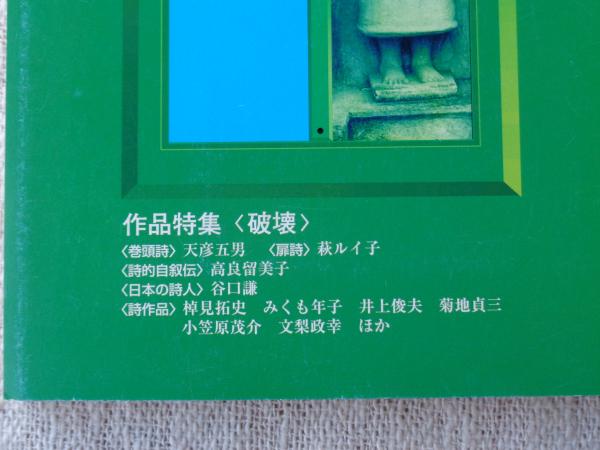 作品特集〈破壊〉
〈巻頭詩〉天彦五男　〈扉詩〉萩ルイ子
〈詩的自叙伝〉高良留美子
〈日本の詩人〉谷口謙
〈詩作品〉棹見拓史　みくも年子　井上俊夫　菊地貞三
小笠原茂介　文梨政幸　ほか